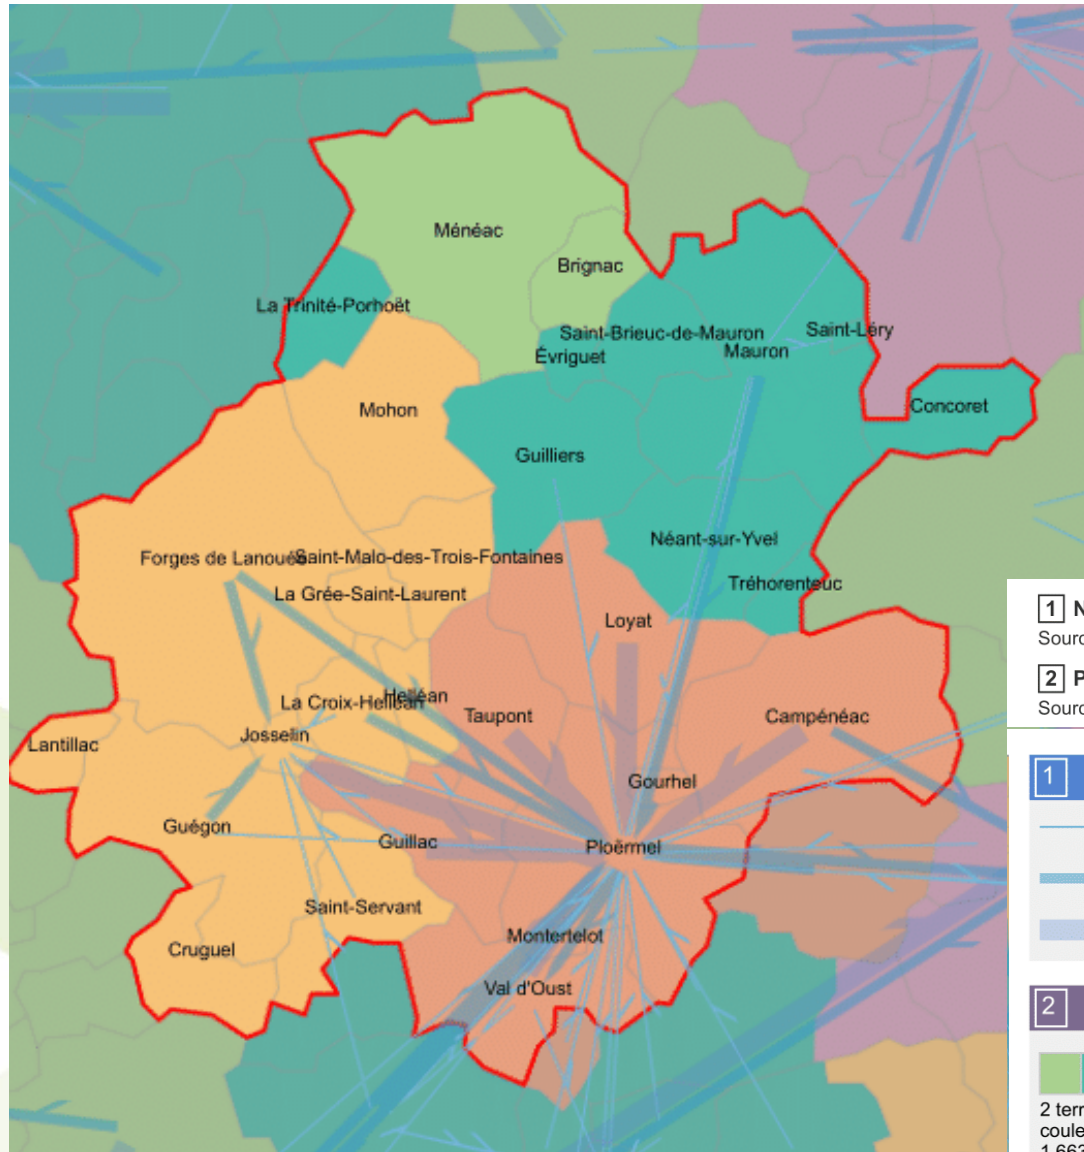 Ménéac
Brignac
La Trinité-Porhoët
Saint-Brieuc-de-Mauron
Saint-Léry
Mauron
Évriguet
Concoret
Mohon
Guilliers
Néant-sur-Yvel
Forges de Lanouée
Saint-Malo-des-Trois-Fontaines
Tréhorenteuc
La Grée-Saint-Laurent
Loyat
Helléan
La Croix-Helléan
Taupont
Campénéac
Josselin
Lantillac
Gourhel
Guégon
Guillac
Ploërmel
Saint-Servant
Montertelot
Cruguel
Val d'Oust
1 N
Sourc
2 P
Sourc
1
2
2 terr
coule
1 663